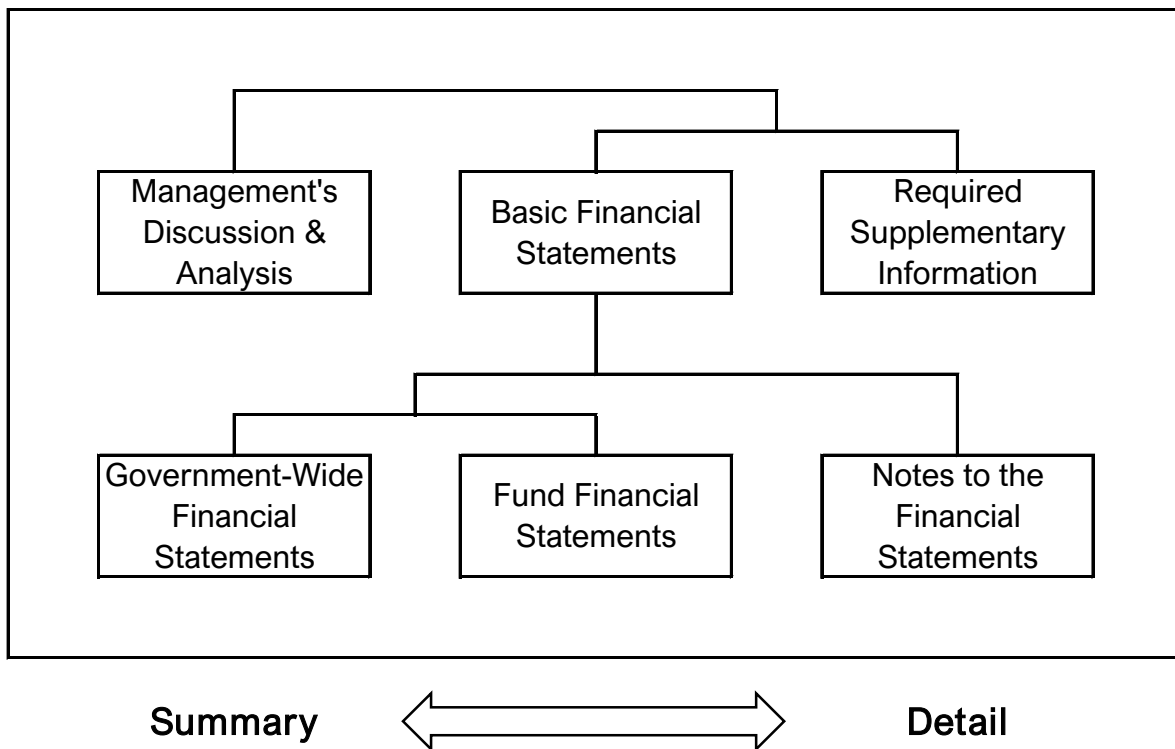 Management's
Discussion &
Analysis
Basic Financial
Statements
Required
Supplementary
Information
Government-Wide
Financial
Statements
Fund Financial
Statements
Notes to the
Financial
Statements
Summary
Detail